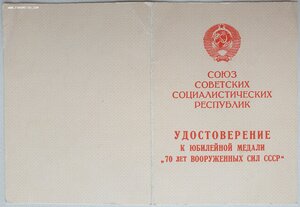 СОЮЗ
СОВЕТСКИХ
СОЦИАЛИСТИЧЕСКИХ
РЕСПУБЛИК
УДОСТОВЕРЕНИЕ
К ЮБИЛЕЙНОЙ МЕДАЛИ
„70 ЛЕТ ВООРУЖЕННЫХ СИЛ СССР“